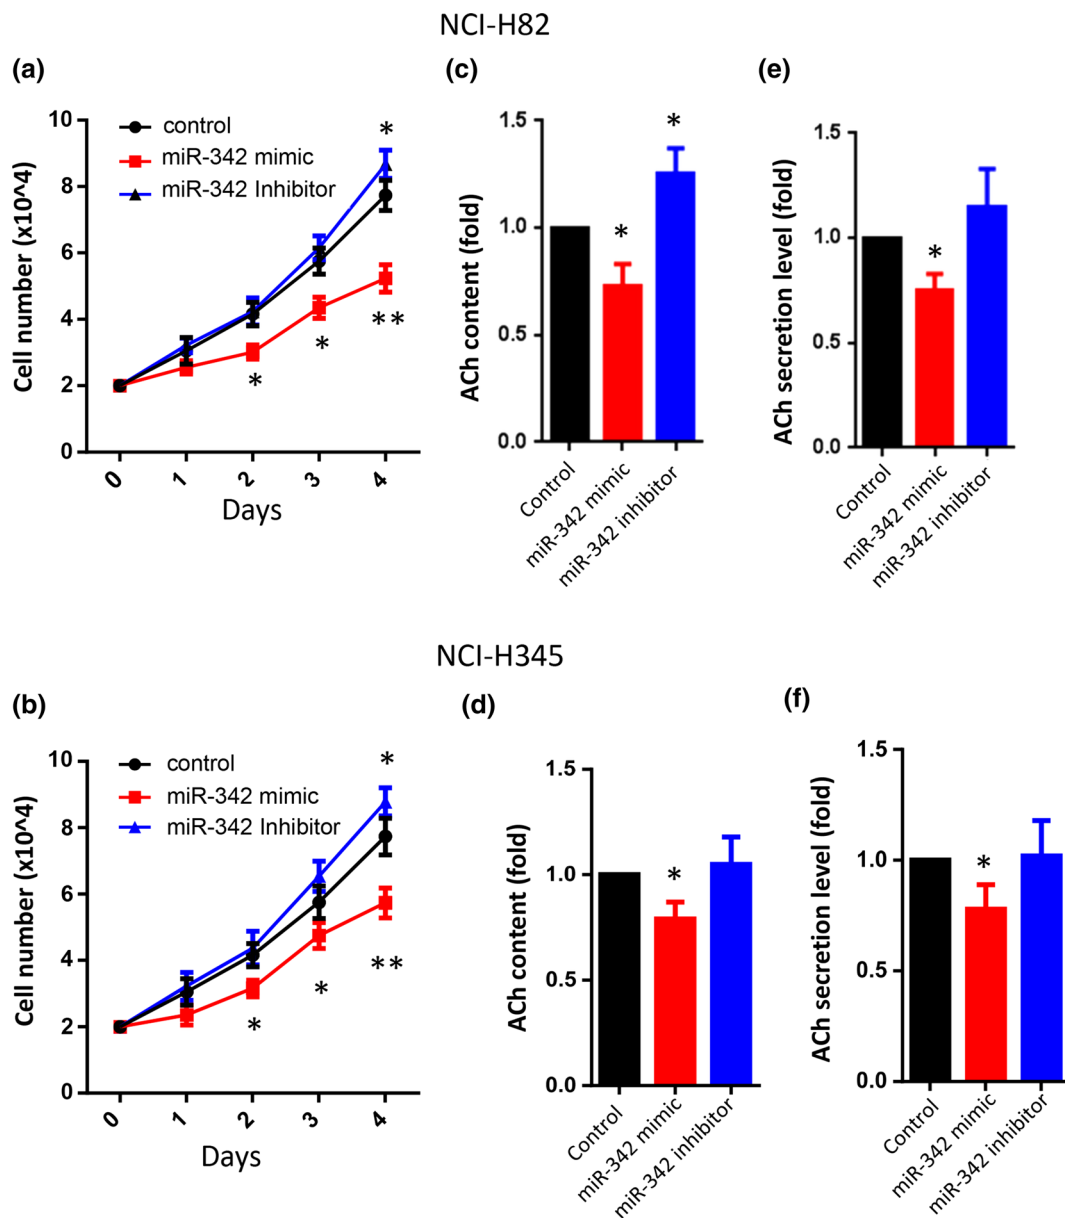 NCI-H82
(a)
10
8
6
4
2
0
Cell number (x10^4)
control
miR-342 mimic
miR-342 Inhibitor
*
*
*
**
0 1 2 3 4
Days
(c)
1.5
1.0
0.5
0.0
ACh content (fold)
*
*
Control
miR-342 mimic
miR-342 inhibitor
(e)
1.5
1.0
0.5
0.0
ACh secretion level (fold)
*
Control
miR-342 mimic
miR-342 inhibitor
NCI-H345
(b)
10
8
6
4
2
0
Cell number (x10^4)
control
miR-342 mimic
miR-342 Inhibitor
*
*
*
**
0 1 2 3 4
Days
(d)
1.5
1.0
0.5
0.0
ACh content (fold)
*
Control
miR-342 mimic
miR-342 inhibitor
(f)
1.5
1.0
0.5
0.0
ACh secretion level (fold)
*
Control
miR-342 mimic
miR-342 inhibitor